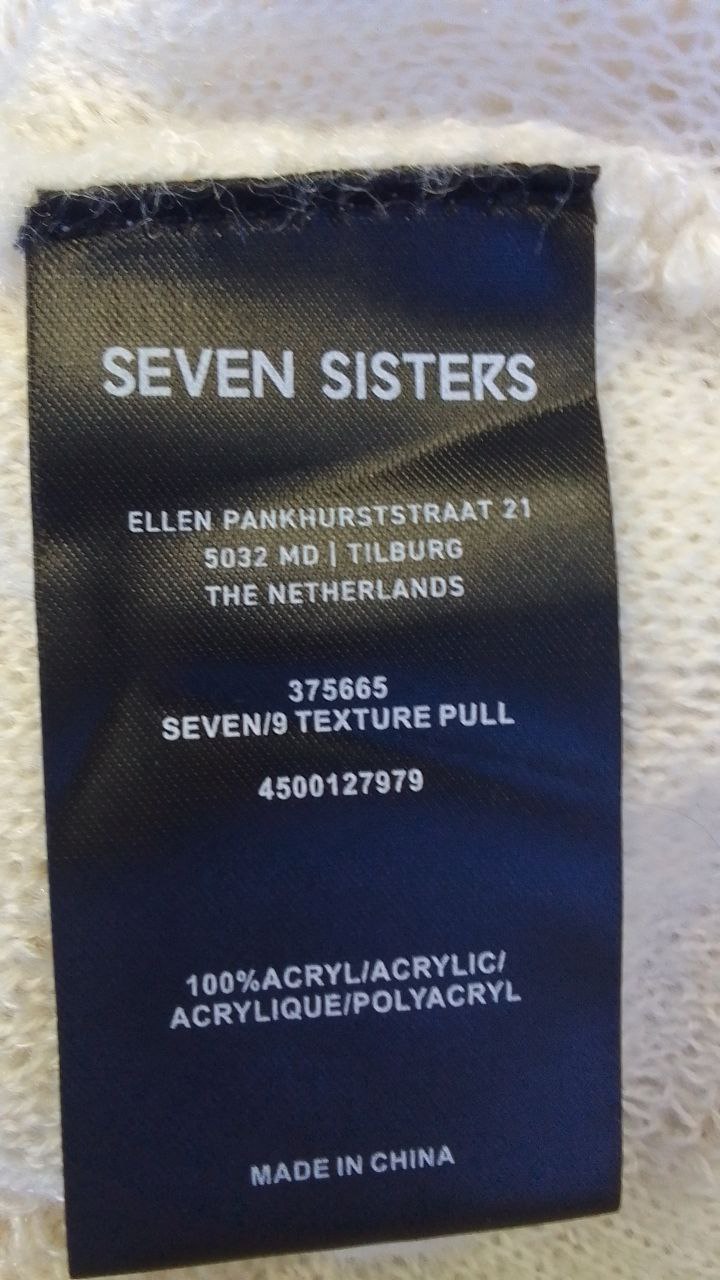 SEVEN SISTERS
ELLEN PANKHURSTSTRAAT 21
5032 MD | TILBURG
THE NETHERLANDS
375665
SEVEN/9 TEXTURE PULL
4500127979
100%ACRYL/ACRYLIC/
ACRYLIQUE/POLYACRYL
MADE IN CHINA